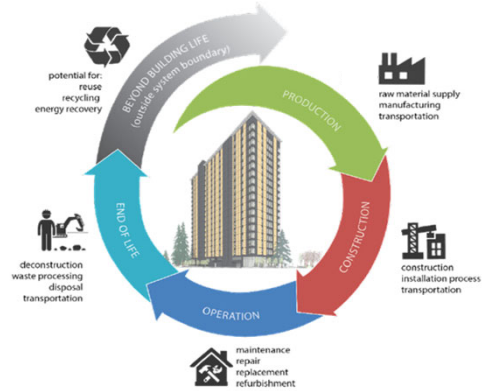 BEYOND BUILDING LIFE
(outside system boundary)
potential for:
reuse
recycling
energy recovery
PRODUCTION
raw material supply
manufacturing
transportation
CONSTRUCTION
construction
installation process
transportation
OPERATION
maintenance
repair
replacement
refurbishment
END OF LIFE
deconstruction
waste processing
disposal
transportation